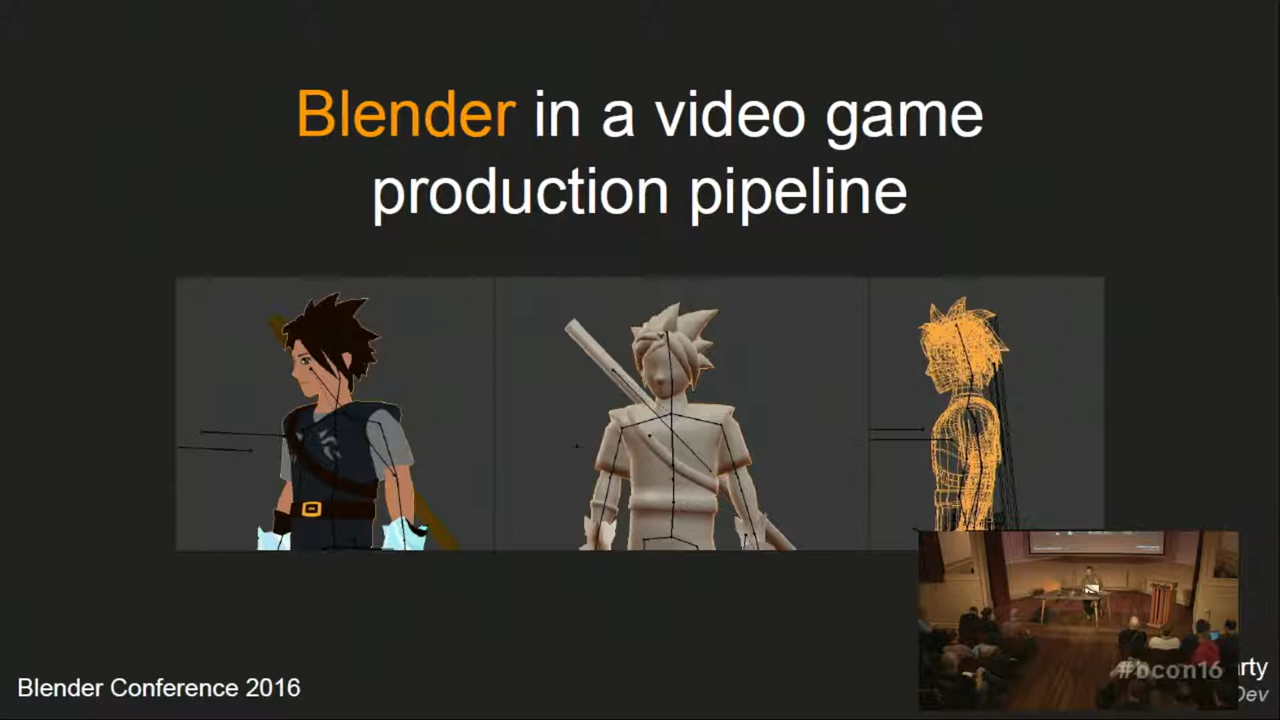 Blender in a video game
production pipeline
Blender Conference 2016
#bcon16